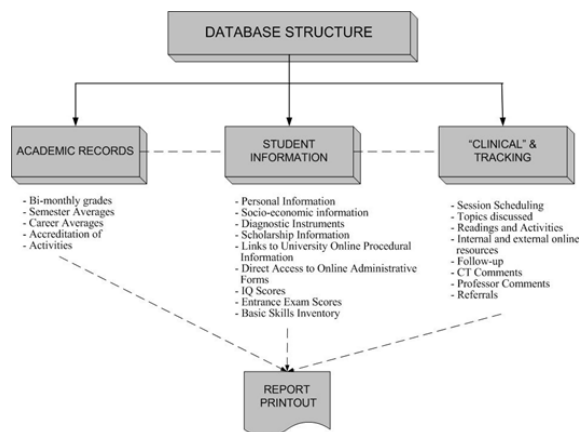 DATABASE STRUCTURE
ACADEMIC RECORDS
- Bi-monthly grades
- Semester Averages
- Career Averages
- Accreditation of
- Activities
STUDENT
INFORMATION
- Personal Information
- Socio-economic information
- Diagnostic Instruments
- Scholarship Information
- Links to University Online Procedural
Information
- Direct Access to Online Administrative
Forms
- IQ Scores
- Entrance Exam Scores
- Basic Skills Inventory
"CLINICAL" &
TRACKING
- Session Scheduling
- Topics discussed
- Readings and Activities
- Internal and external online
resources
- Follow-up
- CT Comments
- Professor Comments
- Referrals
REPORT
PRINTOUT